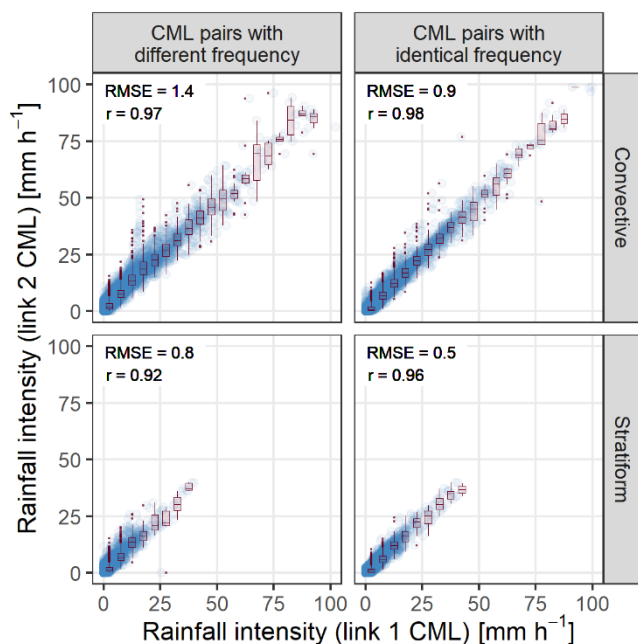 CML pairs with
different frequency
CML pairs with
identical frequency
RMSE = 1.4
r = 0.97
RMSE = 0.9
r = 0.98
100
75
50
25
0
Convective
RMSE = 0.8
r = 0.92
RMSE = 0.5
r = 0.96
100
75
50
25
0
Stratiform
0 25 50 75 100
0 25 50 75 100
Rainfall intensity (link 1 CML) [mm h⁻¹]
Rainfall intensity (link 2 CML) [mm h⁻¹]